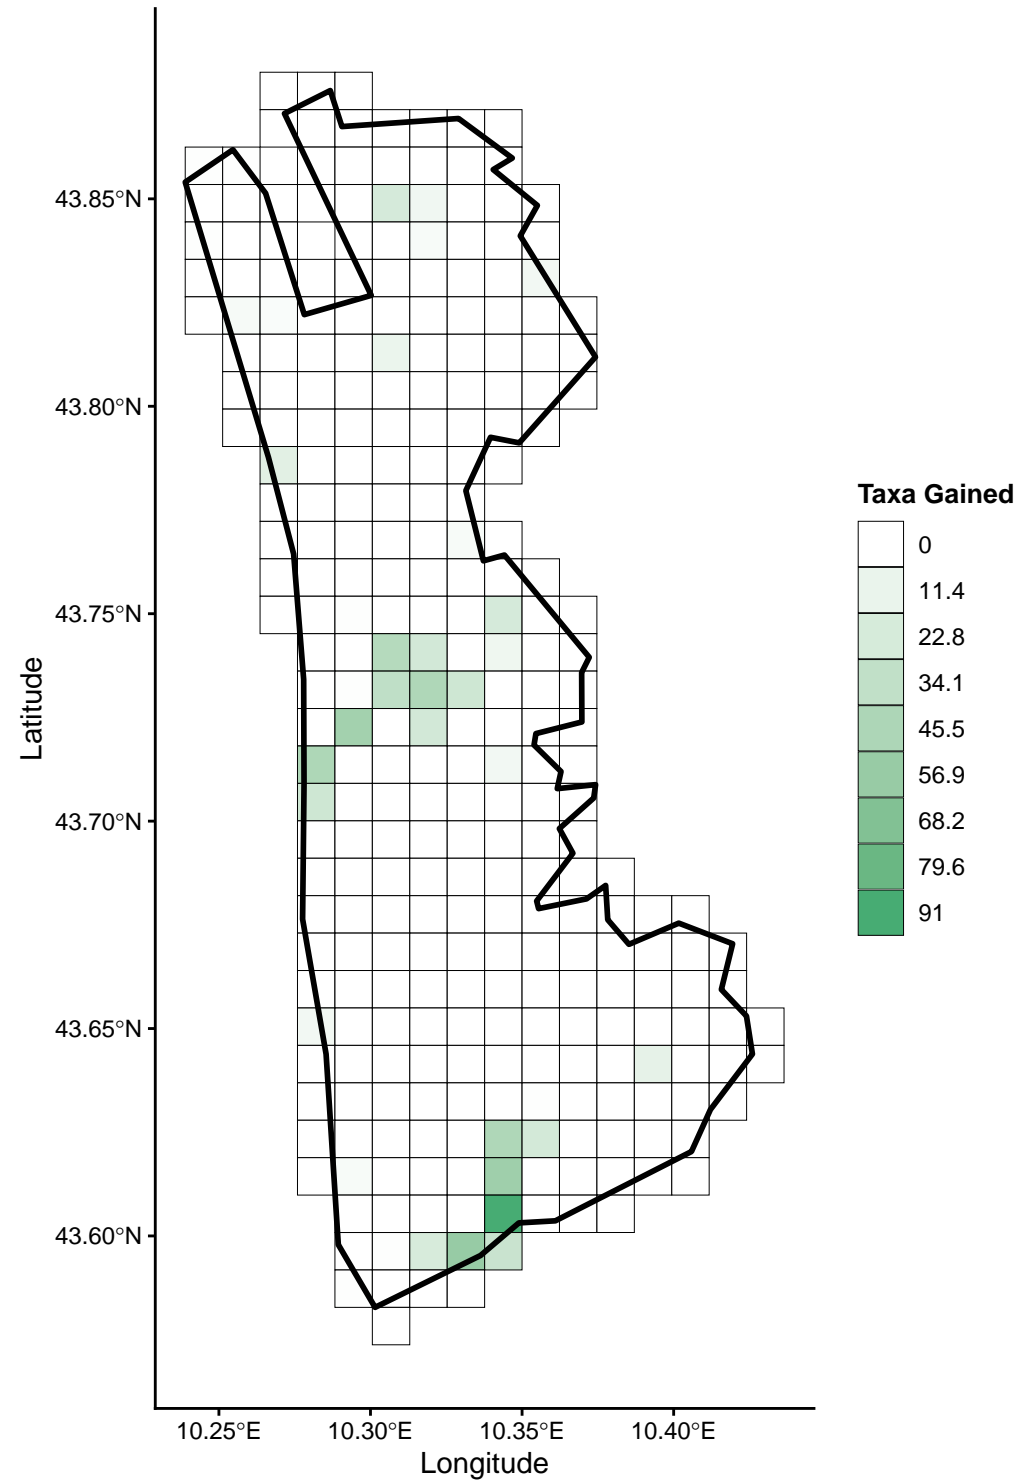 43.85°N
43.80°N
43.75°N
43.70°N
43.65°N
43.60°N
Latitude
10.25°E
10.30°E
10.35°E
10.40°E
Longitude
Taxa Gained
0
11.4
22.8
34.1
45.5
56.9
68.2
79.6
91